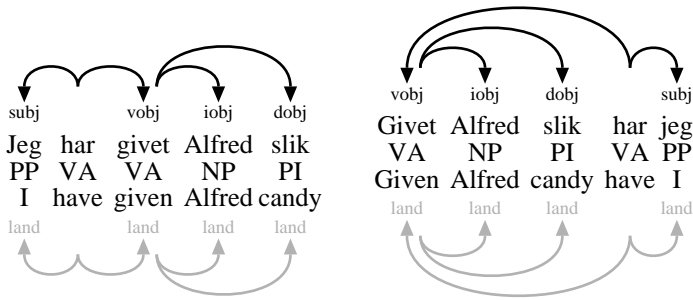 subj vobj iobj dobj
Jeg har givet Alfred slik
PP VA VA NP PI
I have given Alfred candy
land land land land
vobj iobj dobj subj
Givet Alfred slik har jeg
VA NP PI VA PP
Given Alfred candy have I
land land land land